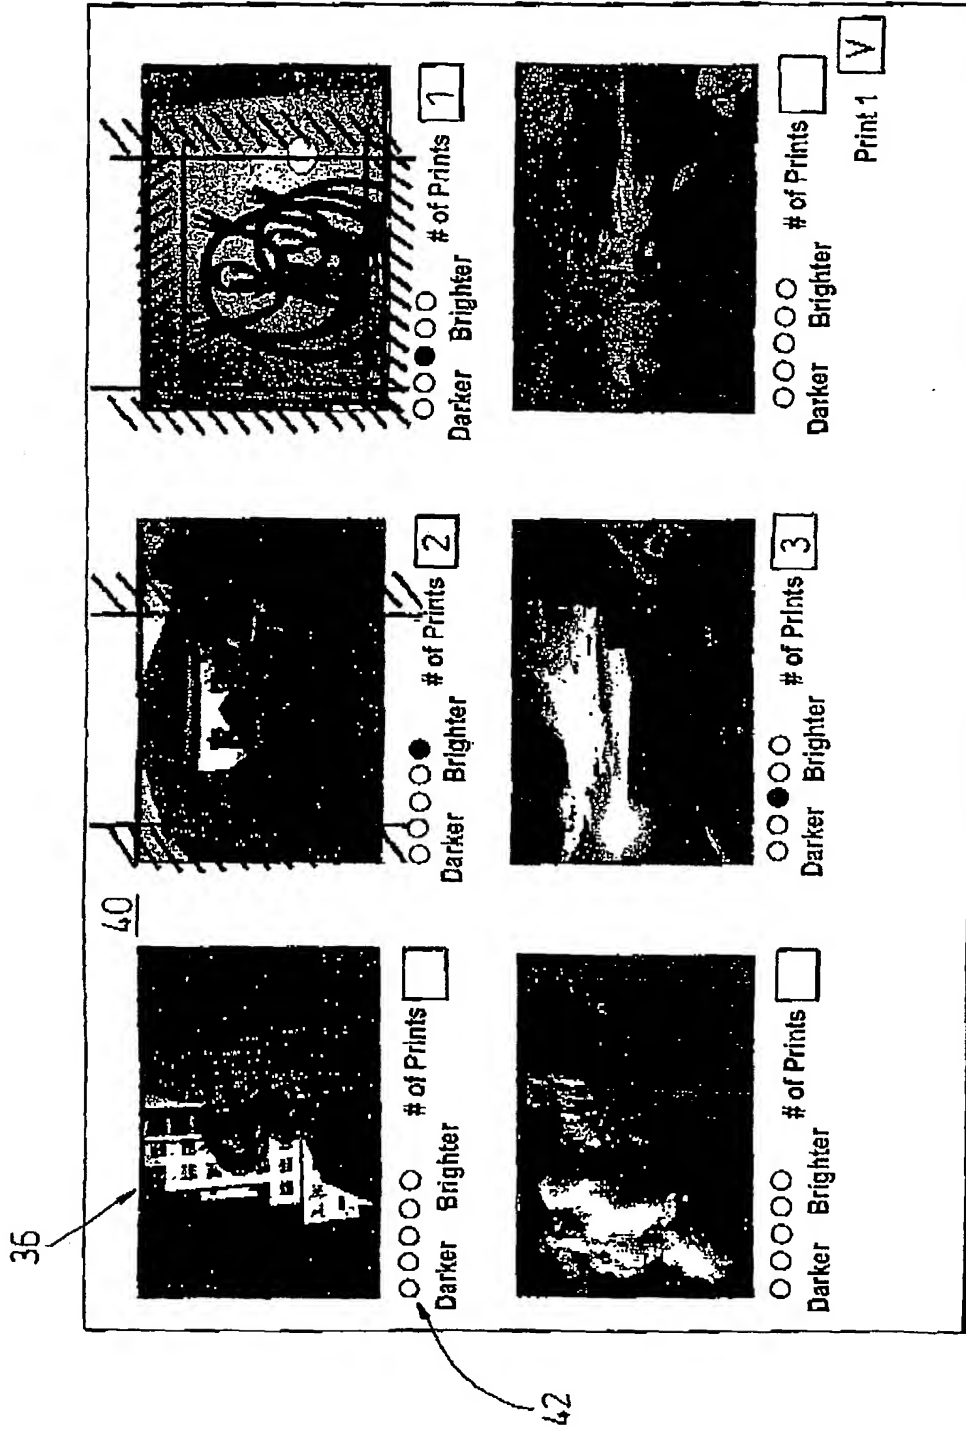 36
40
Darker Brighter # of Prints
Darker Brighter # of Prints 2
Darker Brighter # of Prints 1
42
Darker Brighter # of Prints
Darker Brighter # of Prints 3
Darker Brighter # of Prints
Print 1 V